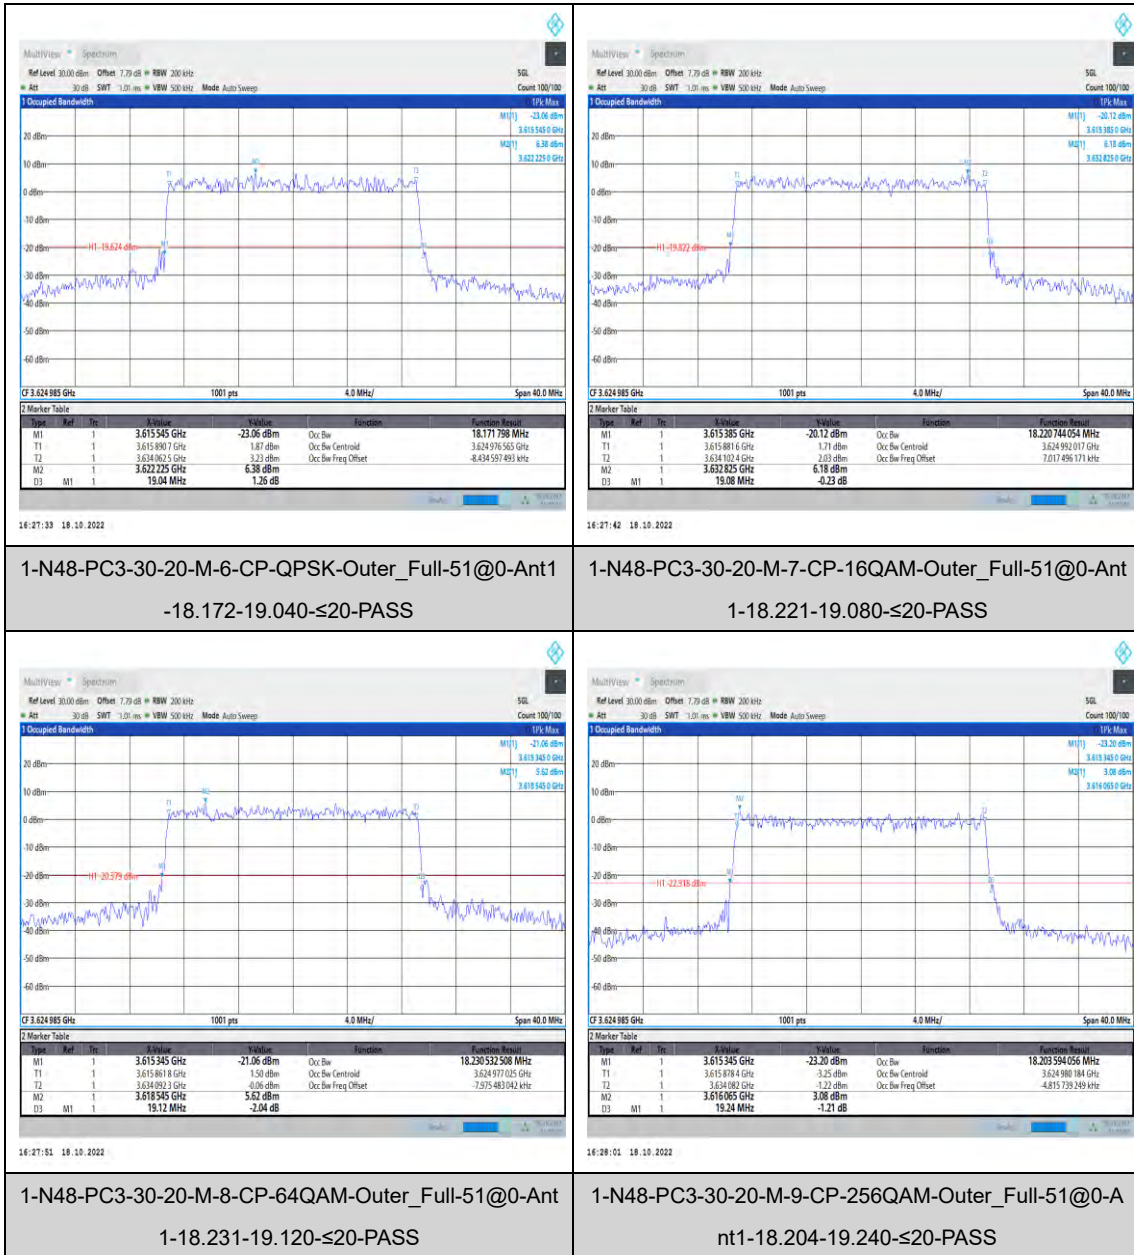 MultiView Spectrum
Ref Level 30.00 dBm Offset 7.79 dB RBW 200 kHz SGL
Att 30 dB SWT 1.01 ms VBW 500 kHz Mode Auto Sweep Count 100/100
1 Occupied Bandwidth 1Pk Max
M1[1] -23.06 dBm
3.615 545 0 GHz
M2[1] 6.38 dBm
3.622 225 0 GHz
20 dBm
10 dBm
0 dBm
-10 dBm
-20 dBm
H1 -19.624 dBm
-30 dBm
-40 dBm
-50 dBm
-60 dBm
CF 3.624 985 GHz 1001 pts 4.0 MHz/ Span 40.0 MHz
2 Marker Table
Type Ref Trc X-Value Y-Value Function Function Result
M1 1 3.615 545 GHz -23.06 dBm Occ Bw 18.171 798 MHz
T1 1 3.615 890 7 GHz 1.87 dBm Occ Bw Centroid 3.624 976 565 GHz
T2 1 3.634 062 5 GHz 3.23 dBm Occ Bw Freq Offset -8.434 597 493 kHz
M2 1 3.622 225 GHz 6.38 dBm
D3 M1 1 19.04 MHz 1.26 dB
16:27:33 18.10.2022
1-N48-PC3-30-20-M-6-CP-QPSK-Outer_Full-51@0-Ant1
-18.172-19.040-≤20-PASS
MultiView Spectrum
Ref Level 30.00 dBm Offset 7.79 dB RBW 200 kHz SGL
Att 30 dB SWT 1.01 ms VBW 500 kHz Mode Auto Sweep Count 100/100
1 Occupied Bandwidth 1Pk Max
M1[1] -20.12 dBm
3.615 385 0 GHz
M2[1] 6.18 dBm
3.632 825 0 GHz
20 dBm
10 dBm
0 dBm
-10 dBm
-20 dBm
H1 -19.822 dBm
-30 dBm
-40 dBm
-50 dBm
-60 dBm
CF 3.624 985 GHz 1001 pts 4.0 MHz/ Span 40.0 MHz
2 Marker Table
Type Ref Trc X-Value Y-Value Function Function Result
M1 1 3.615 385 GHz -20.12 dBm Occ Bw 18.220 744 054 MHz
T1 1 3.615 881 6 GHz 1.71 dBm Occ Bw Centroid 3.624 992 017 GHz
T2 1 3.634 102 4 GHz 2.03 dBm Occ Bw Freq Offset 7.017 496 171 kHz
M2 1 3.632 825 GHz 6.18 dBm
D3 M1 1 19.08 MHz -0.23 dB
16:27:42 18.10.2022
1-N48-PC3-30-20-M-7-CP-16QAM-Outer_Full-51@0-Ant
1-18.221-19.080-≤20-PASS
MultiView Spectrum
Ref Level 30.00 dBm Offset 7.79 dB RBW 200 kHz SGL
Att 30 dB SWT 1.01 ms VBW 500 kHz Mode Auto Sweep Count 100/100
1 Occupied Bandwidth 1Pk Max
M1[1] -21.06 dBm
3.615 345 0 GHz
M2[1] 5.62 dBm
3.618 545 0 GHz
20 dBm
10 dBm
0 dBm
-10 dBm
-20 dBm
H1 -20.379 dBm
-30 dBm
-40 dBm
-50 dBm
-60 dBm
CF 3.624 985 GHz 1001 pts 4.0 MHz/ Span 40.0 MHz
2 Marker Table
Type Ref Trc X-Value Y-Value Function Function Result
M1 1 3.615 345 GHz -21.06 dBm Occ Bw 18.230 532 508 MHz
T1 1 3.615 861 8 GHz 1.50 dBm Occ Bw Centroid 3.624 977 025 GHz
T2 1 3.634 092 3 GHz -0.06 dBm Occ Bw Freq Offset -7.975 483 042 kHz
M2 1 3.618 545 GHz 5.62 dBm
D3 M1 1 19.12 MHz -2.04 dB
16:27:51 18.10.2022
1-N48-PC3-30-20-M-8-CP-64QAM-Outer_Full-51@0-Ant
1-18.231-19.120-≤20-PASS
MultiView Spectrum
Ref Level 30.00 dBm Offset 7.79 dB RBW 200 kHz SGL
Att 30 dB SWT 1.01 ms VBW 500 kHz Mode Auto Sweep Count 100/100
1 Occupied Bandwidth 1Pk Max
M1[1] -23.20 dBm
3.615 345 0 GHz
M2[1] 3.08 dBm
3.616 065 0 GHz
20 dBm
10 dBm
0 dBm
-10 dBm
-20 dBm
H1 -22.918 dBm
-30 dBm
-40 dBm
-50 dBm
-60 dBm
CF 3.624 985 GHz 1001 pts 4.0 MHz/ Span 40.0 MHz
2 Marker Table
Type Ref Trc X-Value Y-Value Function Function Result
M1 1 3.615 345 GHz -23.20 dBm Occ Bw 18.203 594 056 MHz
T1 1 3.615 878 4 GHz -3.25 dBm Occ Bw Centroid 3.624 980 184 GHz
T2 1 3.634 082 GHz -1.22 dBm Occ Bw Freq Offset -4.815 739 249 kHz
M2 1 3.616 065 GHz 3.08 dBm
D3 M1 1 19.24 MHz -1.21 dB
16:28:01 18.10.2022
1-N48-PC3-30-20-M-9-CP-256QAM-Outer_Full-51@0-A
nt1-18.204-19.240-≤20-PASS